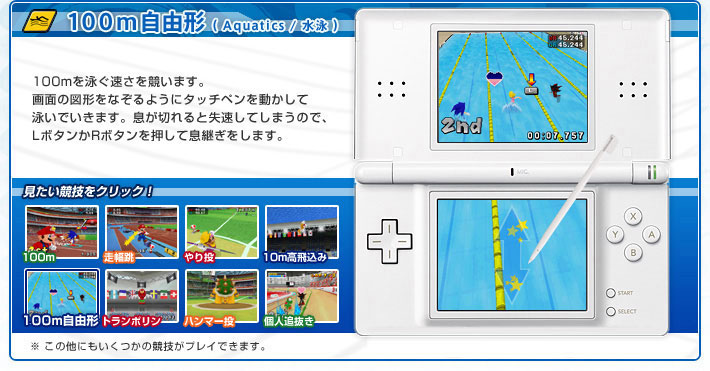 100m自由形 ( Aquatics / 水泳 )
100mを泳ぐ速さを競います。
画面の図形をなぞるようにタッチペンを動かして
泳いでいきます。息が切れると失速してしまうので、
LボタンかRボタンを押して息継ぎをします。
45.244
45.244
2nd
00:07.757
MIC.
X
Y
A
B
START
SELECT
見たい競技をクリック！
100m
走幅跳
やり投
10m高飛込み
100m自由形
トランポリン
ハンマー投
個人追抜き
※ この他にもいくつかの競技がプレイできます。